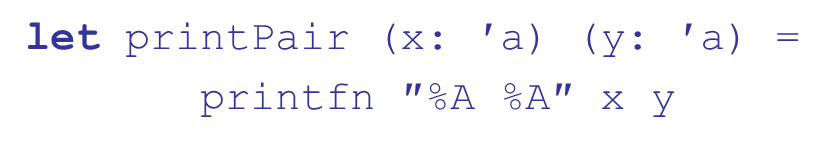 let printPair (x: 'a) (y: 'a) =
printfn "%A %A" x y